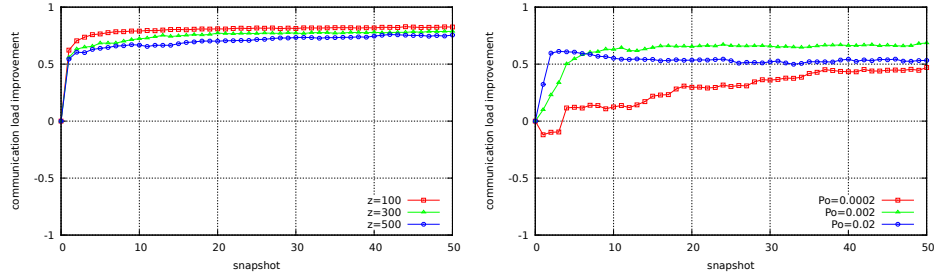 communication load improvement
1
0.5
0
-0.5
-1
0 10 20 30 40 50
snapshot
z=100
z=300
z=500
communication load improvement
1
0.5
0
-0.5
-1
0 10 20 30 40 50
snapshot
Po=0.0002
Po=0.002
Po=0.02